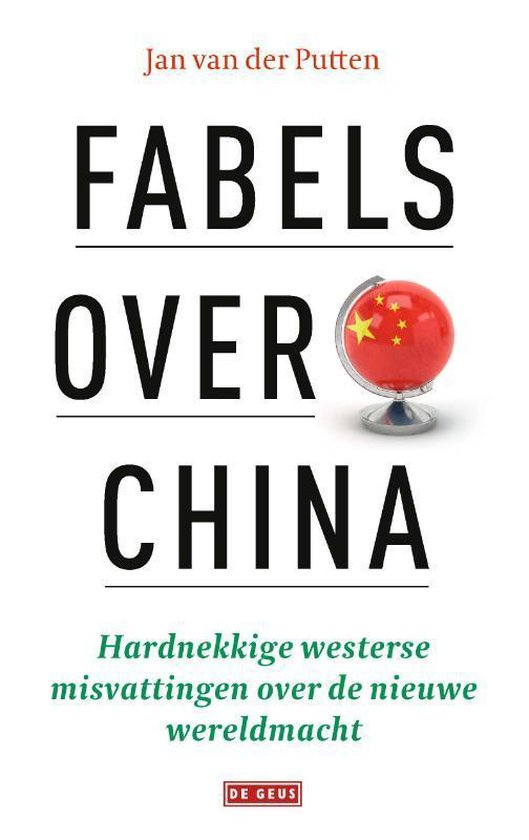 Jan van der Putten
FABELS
OVER
CHINA
Hardnekkige westerse
misvattingen over de nieuwe
wereldmacht
DE GEUS